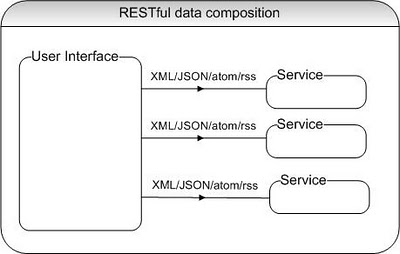 RESTful data composition
User Interface
XML/JSON/atom/rss
Service
XML/JSON/atom/rss
Service
XML/JSON/atom/rss
Service